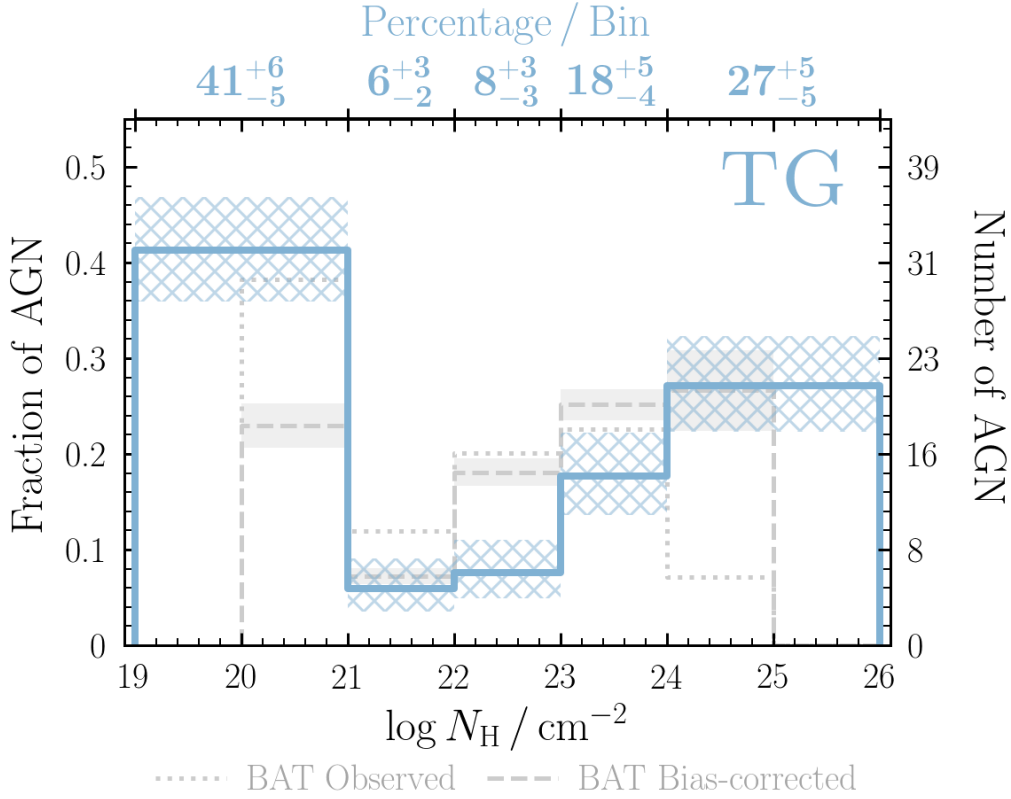 Percentage / Bin
41+6−5 6+3−2 8+3−3 18+5−4 27+5−5
TG
0.5 39
0.4 31
0.3 23
0.2 16
0.1 8
0 0
Fraction of AGN
Number of AGN
19 20 21 22 23 24 25 26
log NH / cm−2
BAT Observed BAT Bias-corrected